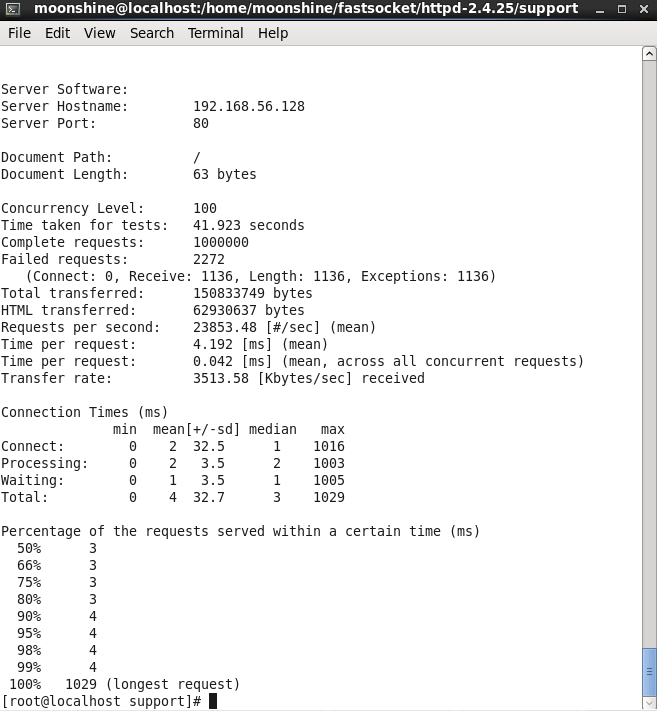 moonshine@localhost:/home/moonshine/fastsocket/httpd-2.4.25/support
File Edit View Search Terminal Help
Server Software:
Server Hostname: 192.168.56.128
Server Port: 80
Document Path: /
Document Length: 63 bytes
Concurrency Level: 100
Time taken for tests: 41.923 seconds
Complete requests: 1000000
Failed requests: 2272
(Connect: 0, Receive: 1136, Length: 1136, Exceptions: 1136)
Total transferred: 150833749 bytes
HTML transferred: 62930637 bytes
Requests per second: 23853.48 [#/sec] (mean)
Time per request: 4.192 [ms] (mean)
Time per request: 0.042 [ms] (mean, across all concurrent requests)
Transfer rate: 3513.58 [Kbytes/sec] received
Connection Times (ms)
min mean[+/-sd] median max
Connect: 0 2 32.5 1 1016
Processing: 0 2 3.5 2 1003
Waiting: 0 1 3.5 1 1005
Total: 0 4 32.7 3 1029
Percentage of the requests served within a certain time (ms)
50% 3
66% 3
75% 3
80% 3
90% 4
95% 4
98% 4
99% 4
100% 1029 (longest request)
[root@localhost support]#